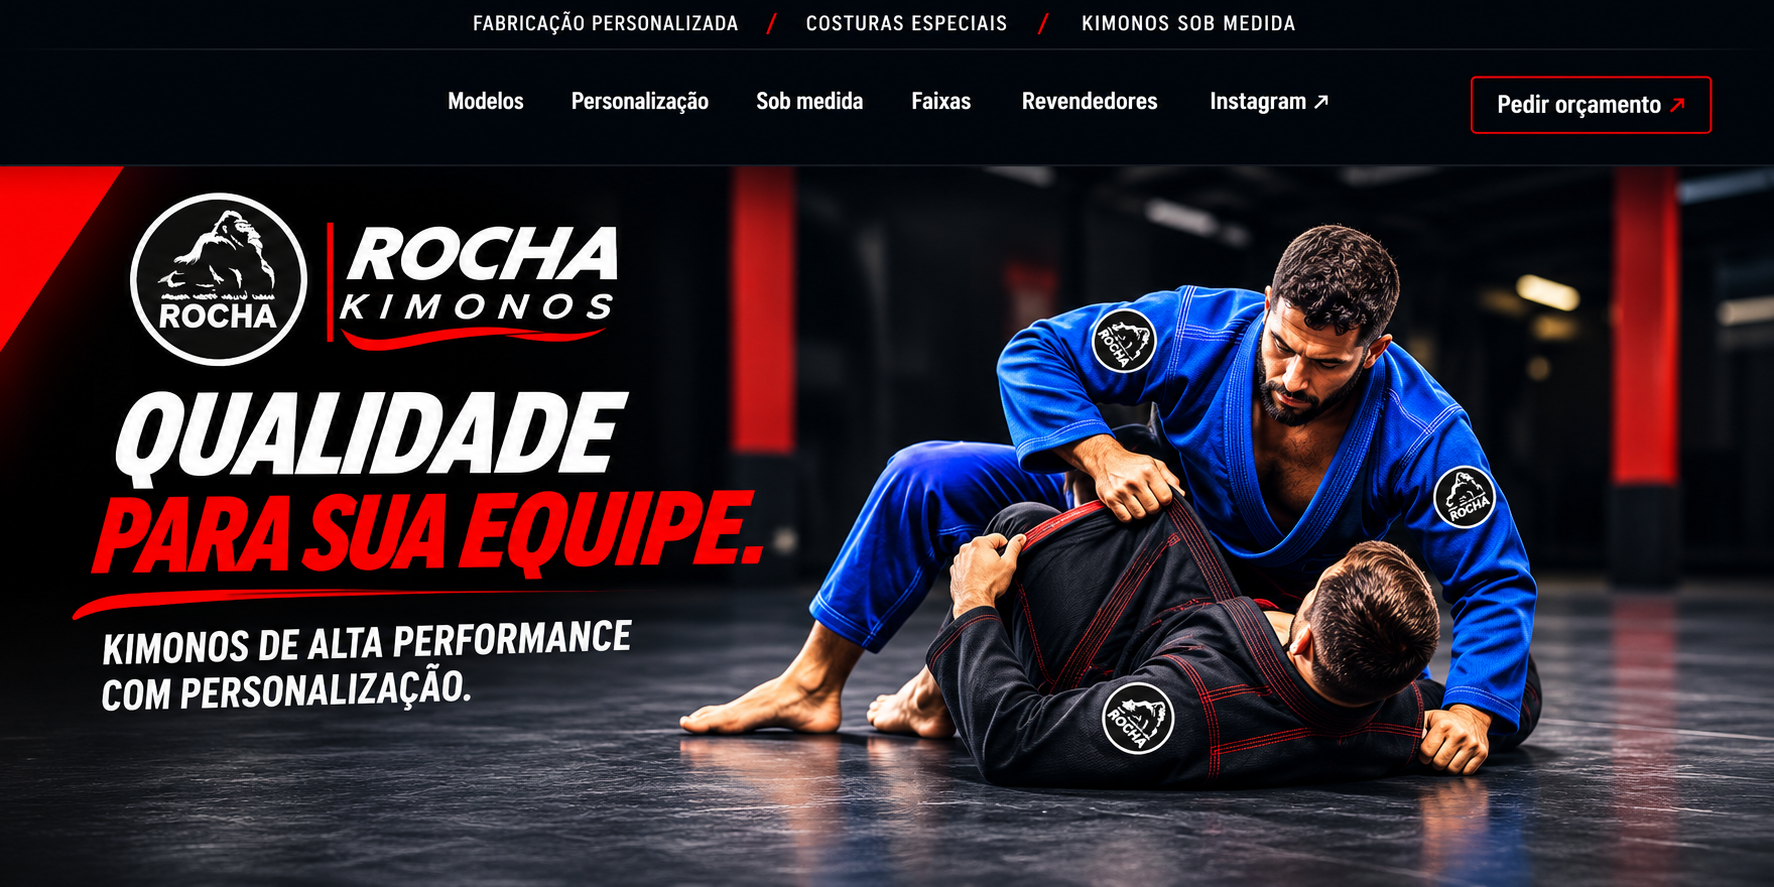 FABRICAÇÃO PERSONALIZADA / COSTURAS ESPECIAIS / KIMONOS SOB MEDIDA
Modelos Personalização Sob medida Faixas Revendedores Instagram ↗ Pedir orçamento ↗
ROCHA
ROCHA
KIMONOS
QUALIDADE
PARA SUA EQUIPE.
KIMONOS DE ALTA PERFORMANCE
COM PERSONALIZAÇÃO.
ROCHA
ROCHA
ROCHA